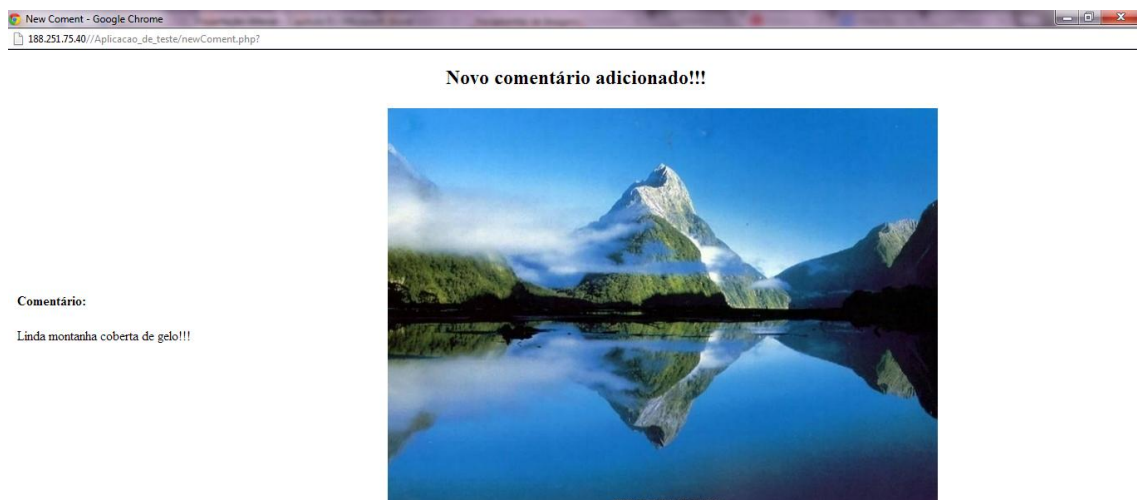 New Coment - Google Chrome
188.251.75.40//Aplicacao_de_teste/newComent.php?
Novo comentário adicionado!!!
Comentário:
Linda montanha coberta de gelo!!!